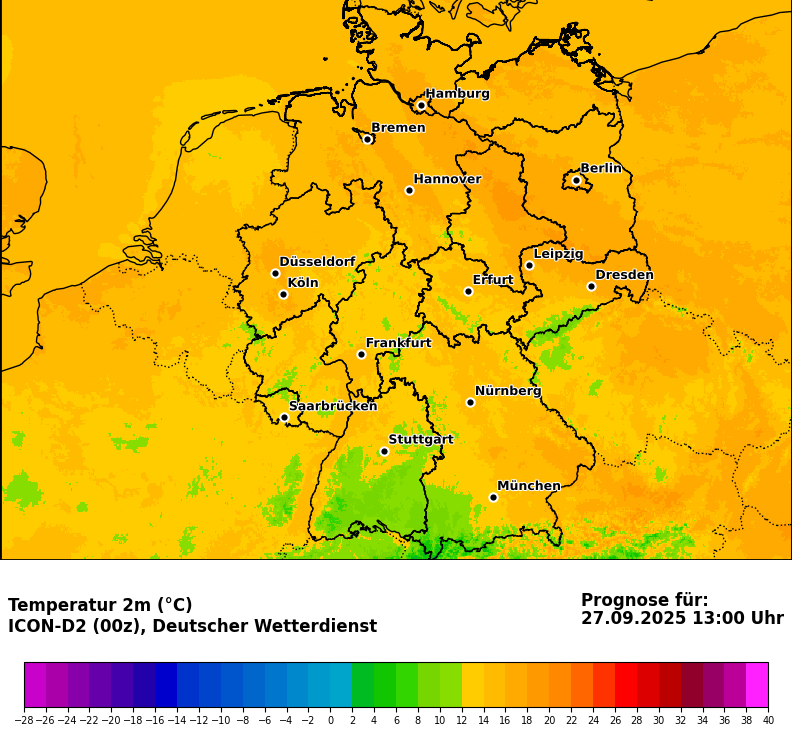 Hamburg
Bremen
Berlin
Hannover
Leipzig
Düsseldorf
Dresden
Köln
Erfurt
Frankfurt
Nürnberg
Saarbrücken
Stuttgart
München
Temperatur 2m (°C)
ICON-D2 (00z), Deutscher Wetterdienst
Prognose für:
27.09.2025 13:00 Uhr
−28 −26 −24 −22 −20 −18 −16 −14 −12 −10 −8 −6 −4 −2 0 2 4 6 8 10 12 14 16 18 20 22 24 26 28 30 32 34 36 38 40